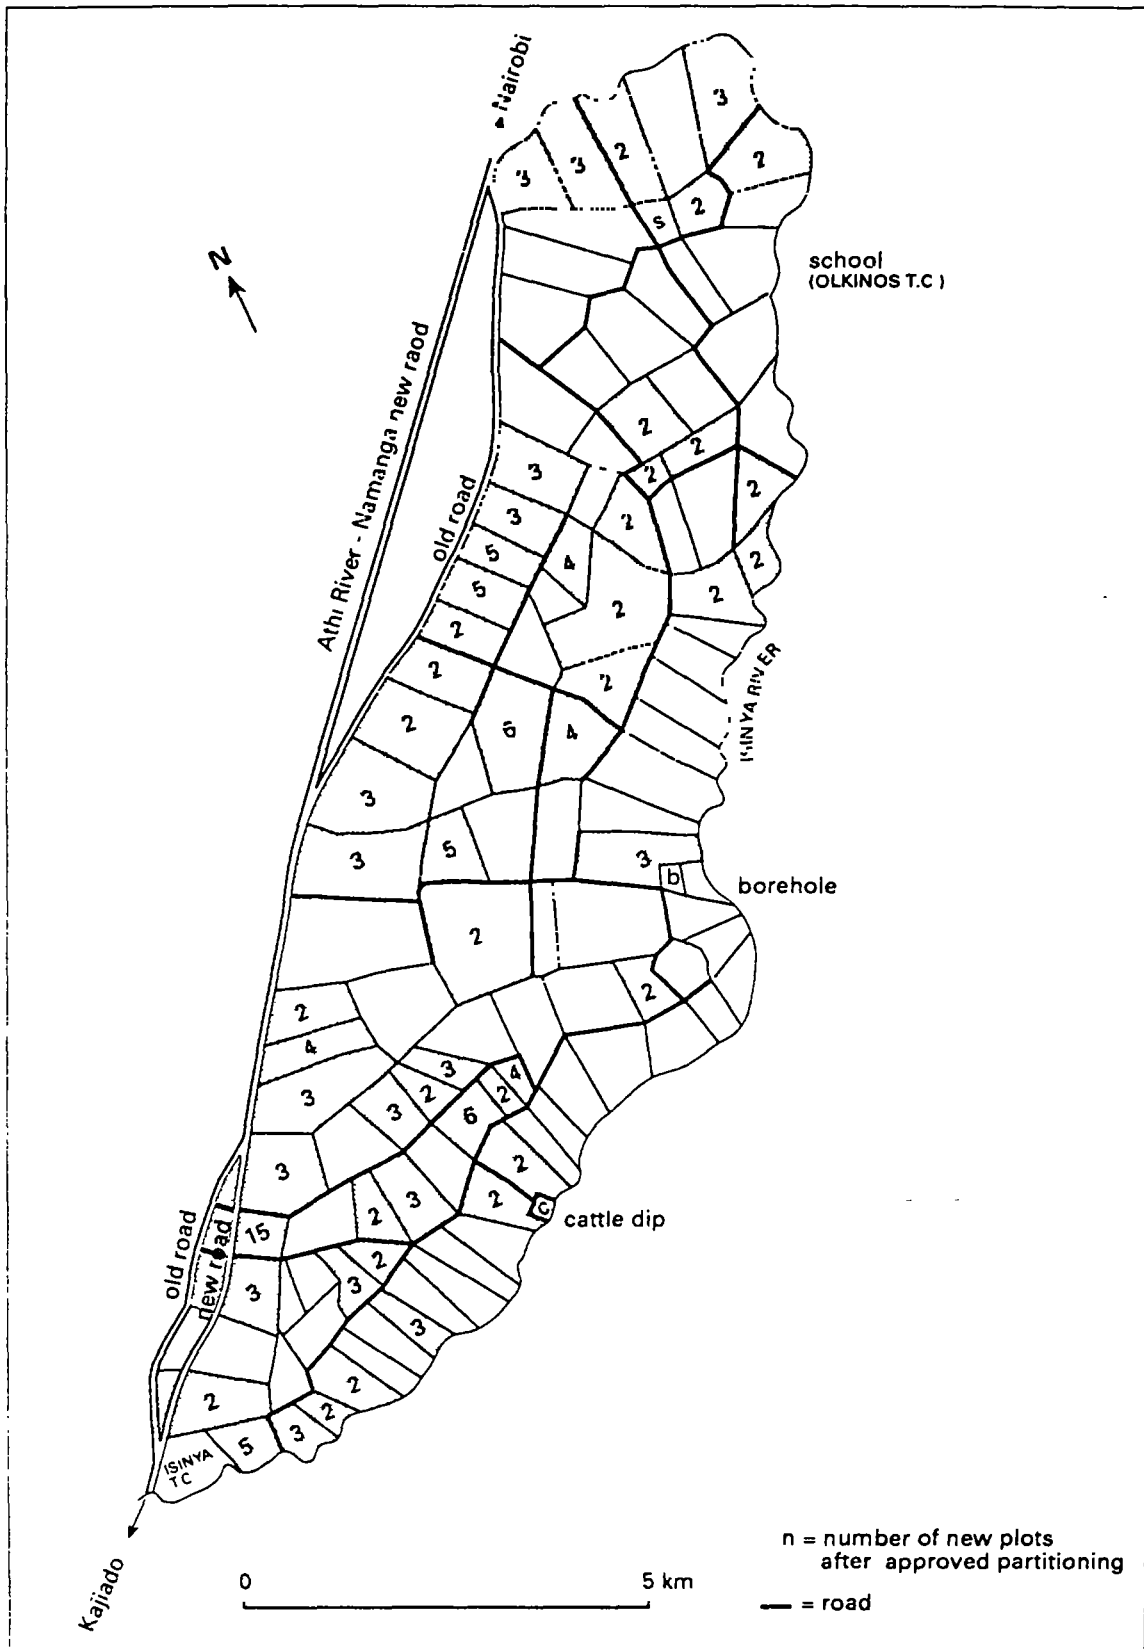 Nairobi
3
3
3
2
2
N
S
2
school
(OLKINOS T.C)
Athi River - Namanga new raod
2
2
3
2
2
old road
3
2
5
4
2
5
2
2
2
ISINYA RIVER
2
2
2
6
4
3
3
5
3
b
borehole
2
2
2
4
3
4
3
2
2
3
6
3
2
2
3
2
C
cattle dip
15
old road
new road
2
3
3
3
2
2
2
3
5
ISINYA
T C
Kajiado
n = number of new plots
after approved partitioning
0
5 km
= road